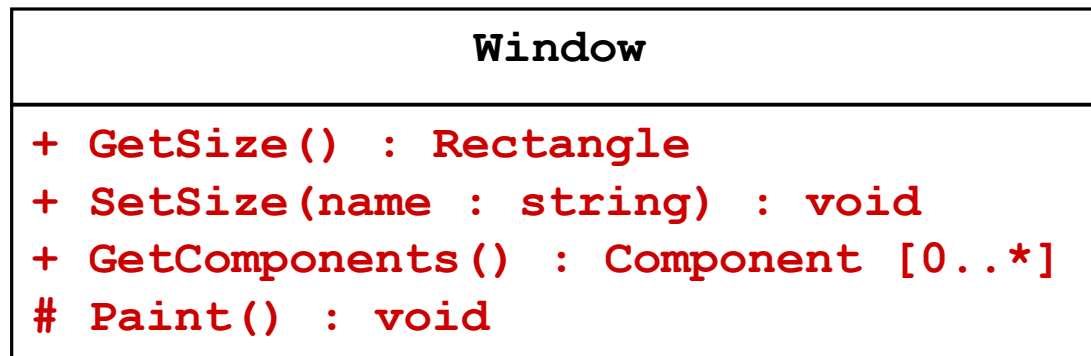 Window
+ GetSize() : Rectangle
+ SetSize(name : string) : void
+ GetComponents() : Component [0..*]
# Paint() : void